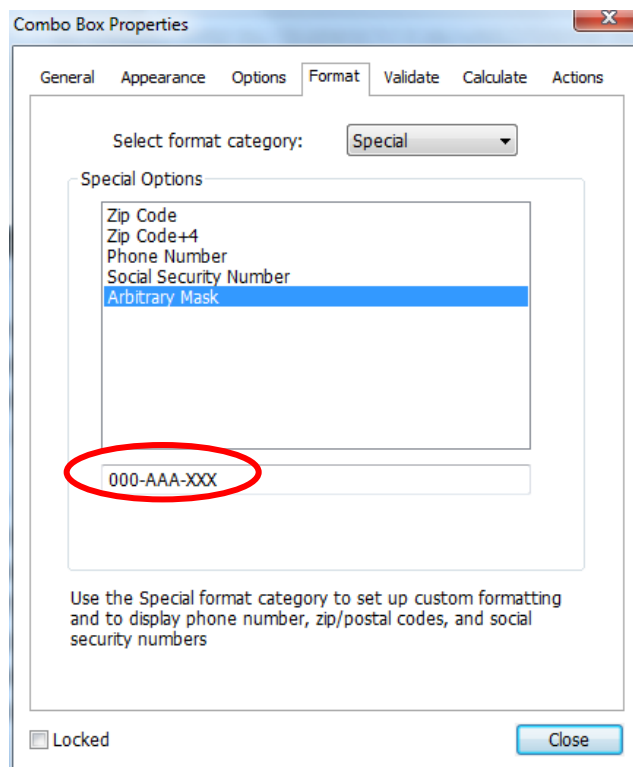 Combo Box Properties
X
General Appearance Options Format Validate Calculate Actions
Select format category: Special
Special Options
Zip Code
Zip Code+4
Phone Number
Social Security Number
Arbitrary Mask
000-AAA-XXX
Use the Special format category to set up custom formatting
and to display phone number, zip/postal codes, and social
security numbers
Locked Close